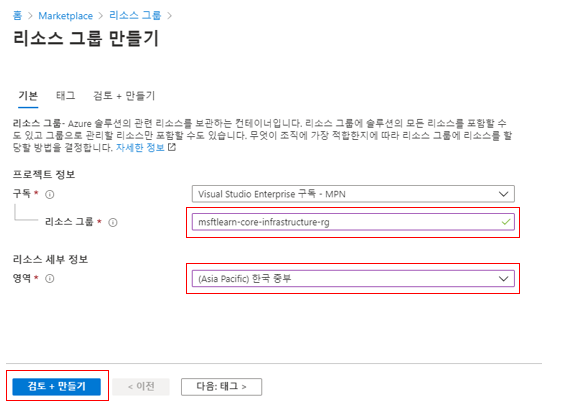 홈 > Marketplace > 리소스 그룹 >
리소스 그룹 만들기
기본 태그 검토 + 만들기
리소스 그룹- Azure 솔루션의 관련 리소스를 보관하는 컨테이너입니다. 리소스 그룹에 솔루션의 모든 리소스를 포함할 수
도 있고 그룹으로 관리할 리소스만 포함할 수도 있습니다. 무엇이 조직에 가장 적합한지에 따라 리소스 그룹에 리소스를 할
당할 방법을 결정합니다. 자세한 정보
프로젝트 정보
구독 * Visual Studio Enterprise 구독 - MPN
리소스 그룹 * msftlearn-core-infrastructure-rg
리소스 세부 정보
영역 * (Asia Pacific) 한국 중부
검토 + 만들기 < 이전 다음: 태그 >